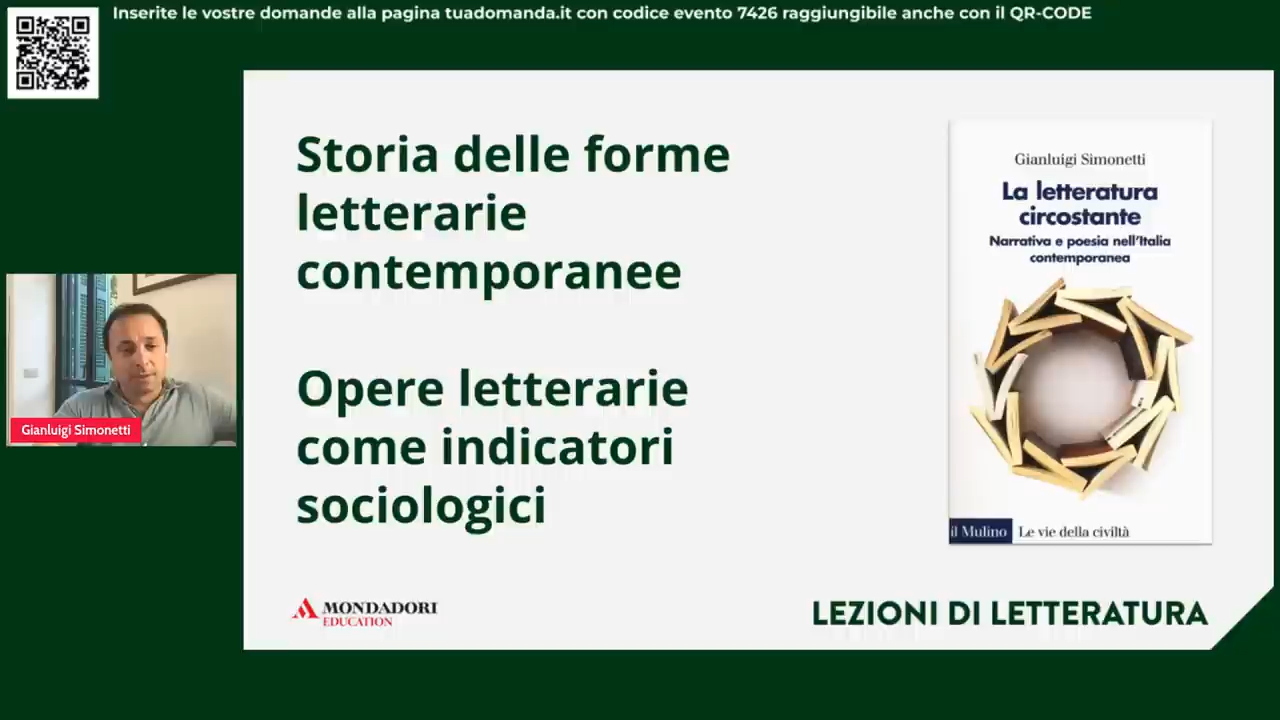 Inserite le vostre domande alla pagina tuadomanda.it con codice evento 7426 raggiungibile anche con il QR-CODE
Storia delle forme
letterarie
contemporanee
Opere letterarie
come indicatori
sociologici
Gianluigi Simonetti
La letteratura
circostante
Narrativa e poesia nell'Italia
contemporanea
il Mulino Le vie della civiltà
Gianluigi Simonetti
MONDADORI
EDUCATION
LEZIONI DI LETTERATURA